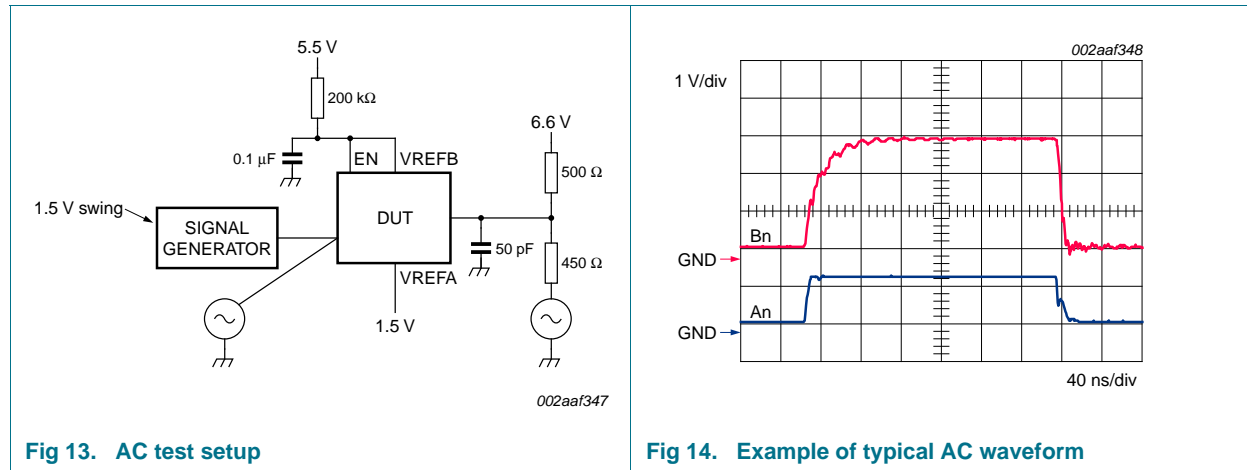 5.5 V
200 kΩ
6.6 V
0.1 μF
EN
VREFB
500 Ω
1.5 V swing
SIGNAL
GENERATOR
DUT
50 pF
450 Ω
VREFA
1.5 V
002aaf347
Fig 13. AC test setup
002aaf348
1 V/div
Bn
GND
An
GND
40 ns/div
Fig 14. Example of typical AC waveform